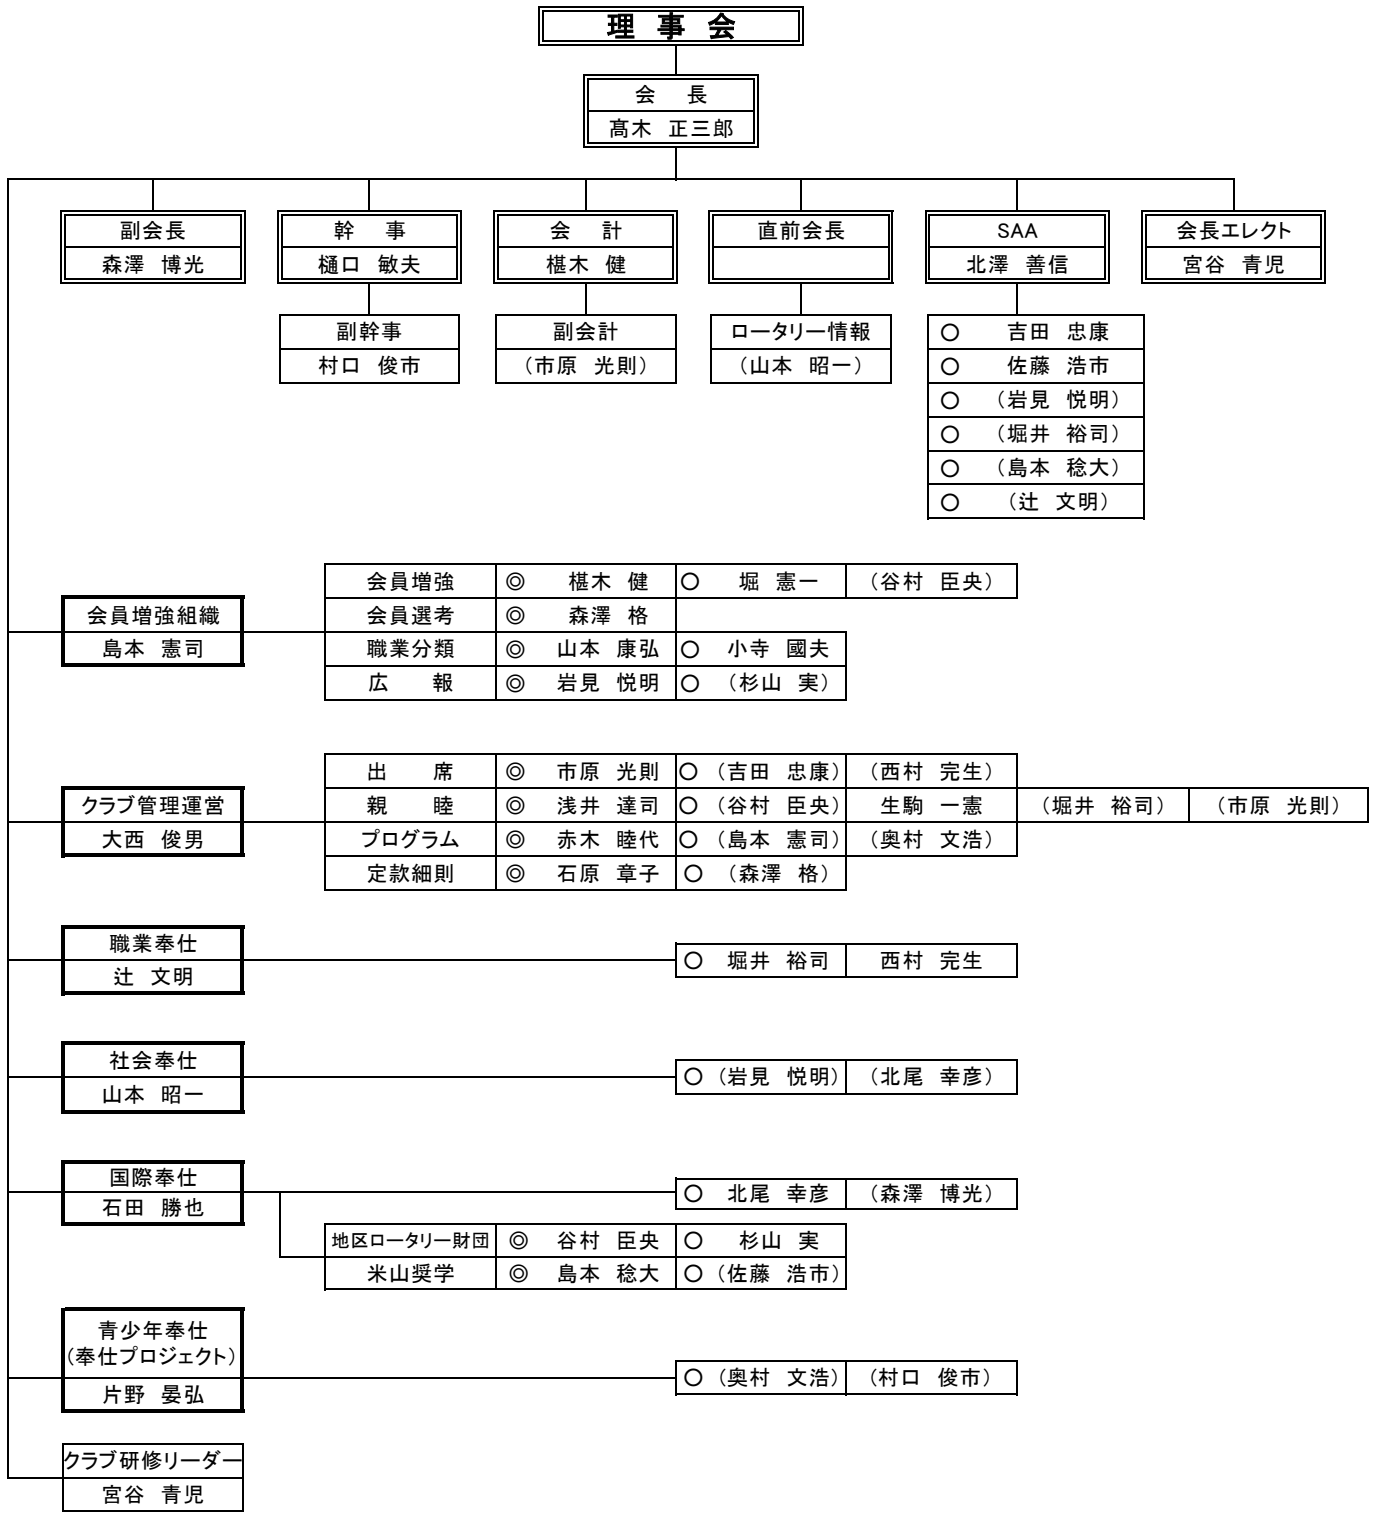 理 事 会
会 長
髙木 正三郎
副会長 幹 事 会 計 直前会長 SAA 会長エレクト
森澤 博光 樋口 敏夫 椹木 健 北澤 善信 宮谷 青児
副幹事 副会計 ロータリー情報 ○ 吉田 忠康
村口 俊市 （市原 光則） （山本 昭一） ○ 佐藤 浩市
○ （岩見 悦明）
○ （堀井 裕司）
○ （島本 稔大）
○ （辻 文明）
会員増強 ◎ 椹木 健 ○ 堀 憲一 （谷村 臣央）
会員増強組織
会員選考 ◎ 森澤 格
島本 憲司
職業分類 ◎ 山本 康弘 ○ 小寺 國夫
広 報 ◎ 岩見 悦明 ○ （杉山 実）
出 席 ◎ 市原 光則 ○ （吉田 忠康） （西村 完生）
クラブ管理運営
親 睦 ◎ 浅井 達司 ○ （谷村 臣央） 生駒 一憲 （堀井 裕司） （市原 光則）
大西 俊男
プログラム ◎ 赤木 睦代 ○ （島本 憲司） （奥村 文浩）
定款細則 ◎ 石原 章子 ○ （森澤 格）
職業奉仕
辻 文明
○ 堀井 裕司 西村 完生
社会奉仕
山本 昭一
○ （岩見 悦明） （北尾 幸彦）
国際奉仕
石田 勝也
○ 北尾 幸彦 （森澤 博光）
地区ロータリー財団 ◎ 谷村 臣央 ○ 杉山 実
米山奨学 ◎ 島本 稔大 ○ （佐藤 浩市）
青少年奉仕
（奉仕プロジェクト）
片野 晏弘
○ （奥村 文浩） （村口 俊市）
クラブ研修リーダー
宮谷 青児